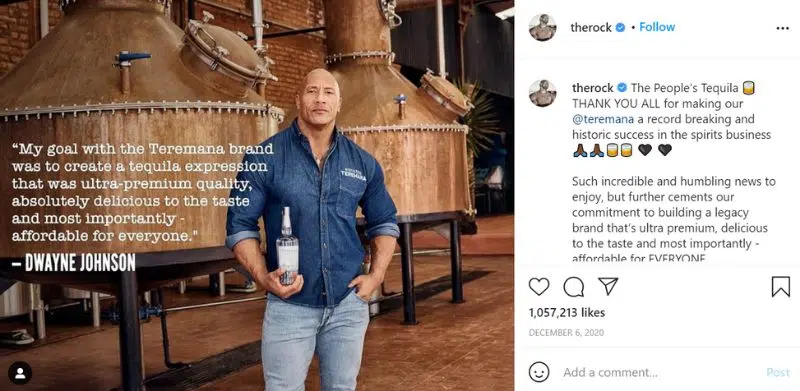 “My goal with the Teremana brand
was to create a tequila expression
that was ultra-premium quality,
absolutely delicious to the taste
and most importantly -
affordable for everyone."
– DWAYNE JOHNSON
TEREMANA
therock • Follow
therock The People's Tequila 🥃
THANK YOU ALL for making our
@teremana a record breaking and
historic success in the spirits business
🙏🏾🙏🏾🥃🥃🖤🖤
Such incredible and humbling news to
enjoy, but further cements our
commitment to building a legacy
brand that's ultra premium, delicious
to the taste and most importantly -
affordable for EVERYONE
1,057,213 likes
DECEMBER 6, 2020
Add a comment... Post